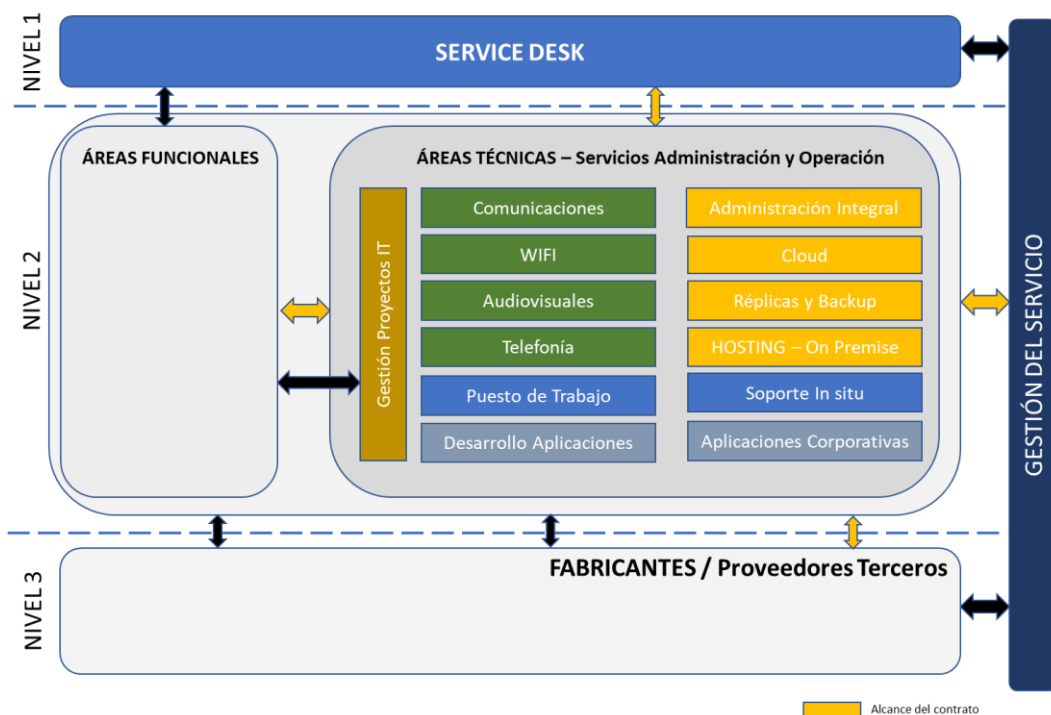 NIVEL 1
SERVICE DESK
NIVEL 2
ÁREAS FUNCIONALES
ÁREAS TÉCNICAS – Servicios Administración y Operación
Gestión Proyectos IT
Comunicaciones
Administración Integral
WIFI
Cloud
Audiovisuales
Réplicas y Backup
Telefonía
HOSTING – On Premise
Puesto de Trabajo
Soporte In situ
Desarrollo Aplicaciones
Aplicaciones Corporativas
GESTIÓN DEL SERVICIO
NIVEL 3
FABRICANTES / Proveedores Terceros
Alcance del contrato